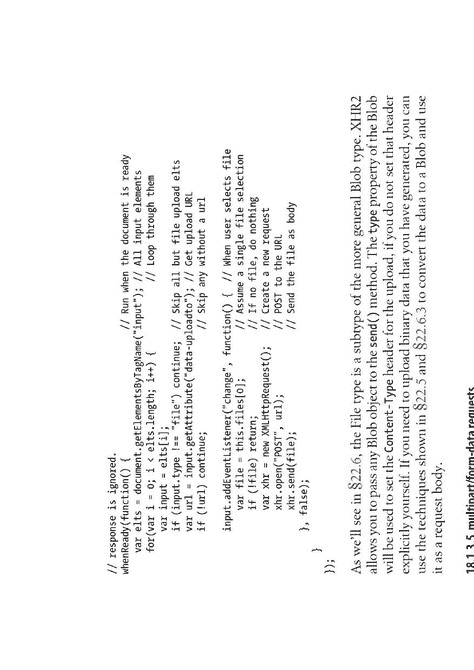 // response is ignored.
whenReady(function() { // Run when the document is ready
var elts = document.getElementsByTagName("input"); // All input elements
for(var i = 0; i < elts.length; i++) { // Loop through them
var input = elts[i];
if (input.type !== "file") continue; // Skip all but file upload elts
var url = input.getAttribute("data-uploadto"); // Get upload URL
if (!url) continue; // Skip any without a url
input.addEventListener("change", function() { // When user selects file
var file = this.files[0]; // Assume a single file selection
if (!file) return; // If no file, do nothing
var xhr = new XMLHttpRequest(); // Create a new request
xhr.open("POST", url); // POST to the URL
xhr.send(file); // Send the file as body
}, false);
}
});
As we'll see in §22.6, the File type is a subtype of the more general Blob type. XHR2
allows you to pass any Blob object to the send() method. The type property of the Blob
will be used to set the Content-Type header for the upload, if you do not set that header
explicitly yourself. If you need to upload binary data that you have generated, you can
use the techniques shown in §22.5 and §22.6.3 to convert the data to a Blob and use
it as a request body.
18.1.3.5 multipart/form-data requests